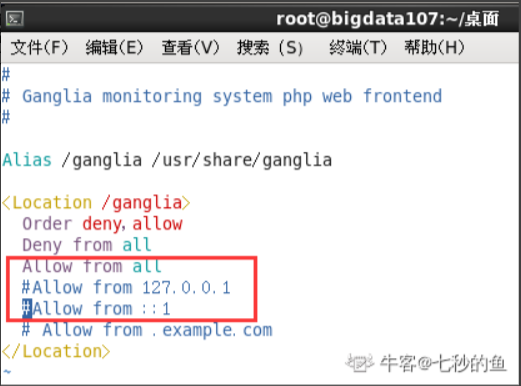 root@bigdata107:~/桌面
文件(F) 编辑(E) 查看(V) 搜索 (S) 终端(T) 帮助(H)
#
# Ganglia monitoring system php web frontend
#
Alias /ganglia /usr/share/ganglia
<Location /ganglia>
Order deny,allow
Deny from all
Allow from all
#Allow from 127.0.0.1
#Allow from ::1
# Allow from .example.com
</Location>
~
牛客@七秒的鱼